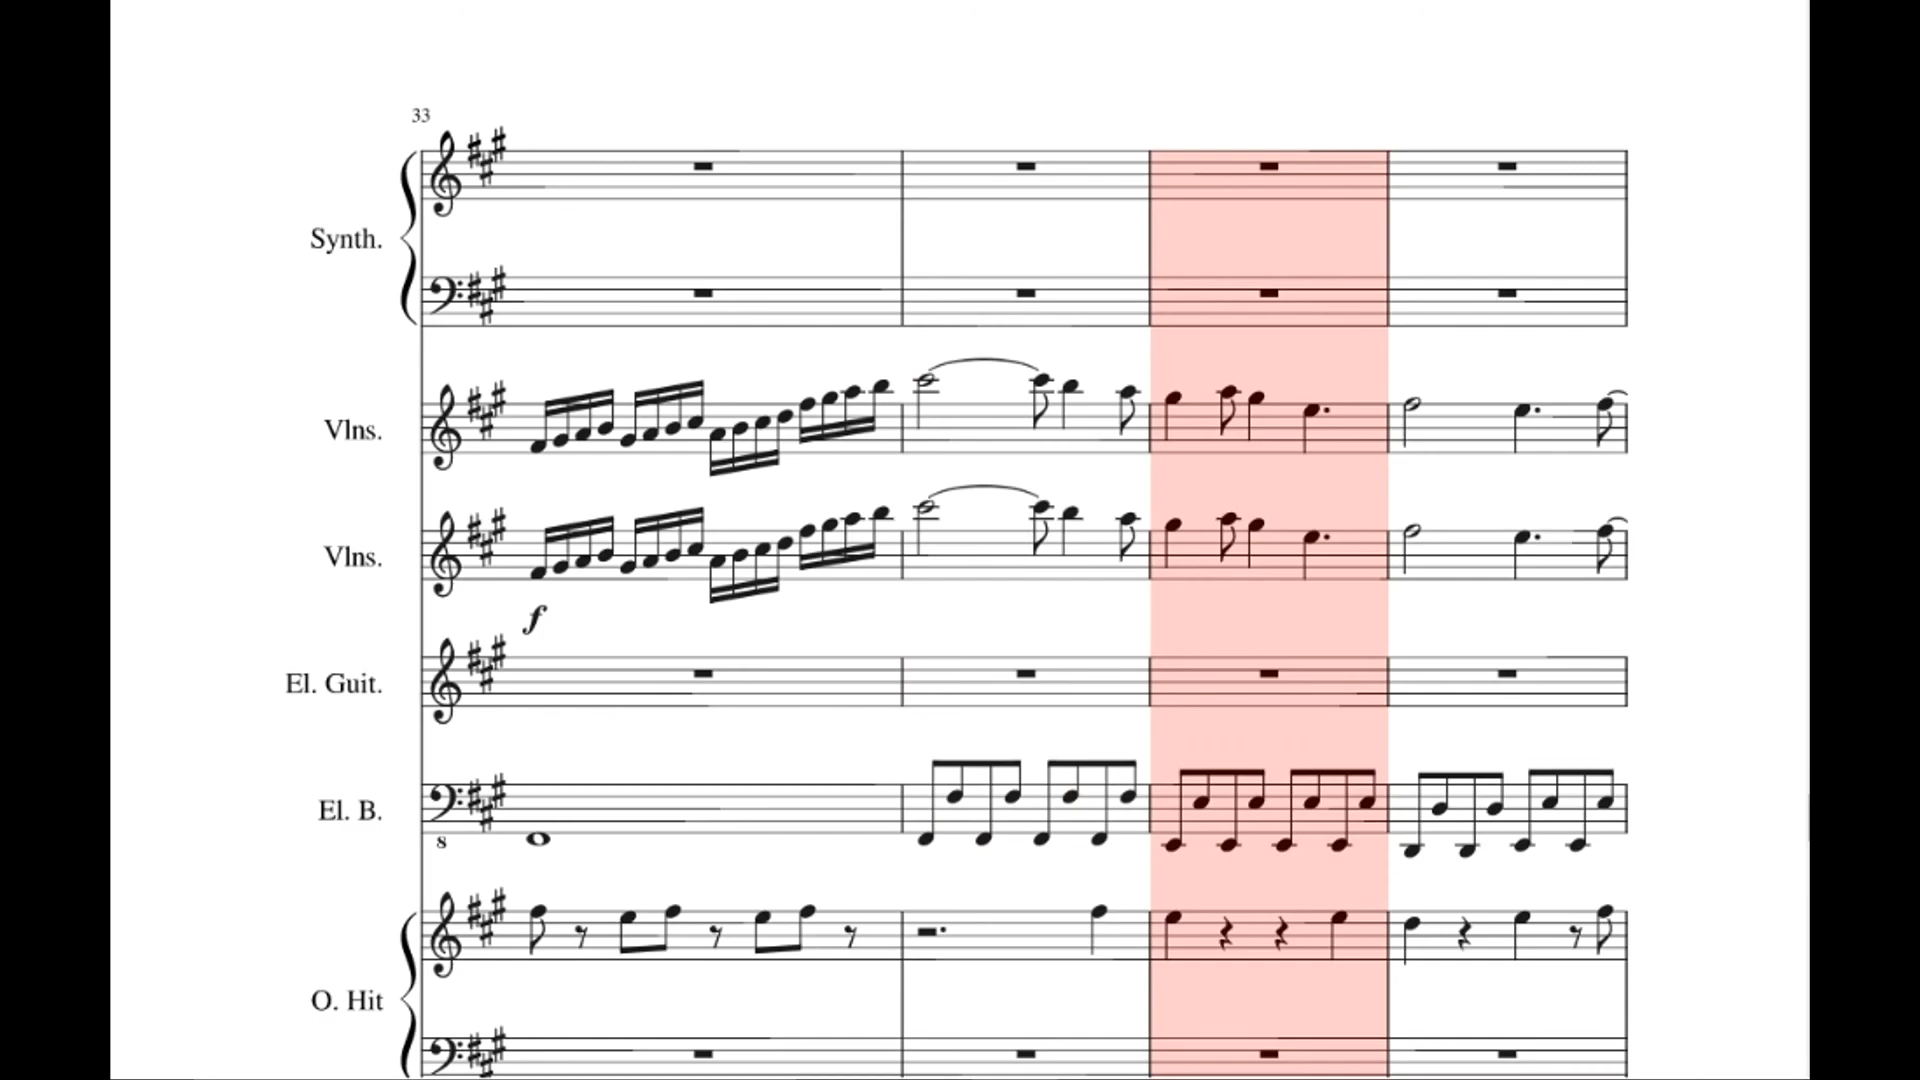 33
Synth.
Vlns.
Vlns.
f
El. Guit.
El. B.
8
O. Hit